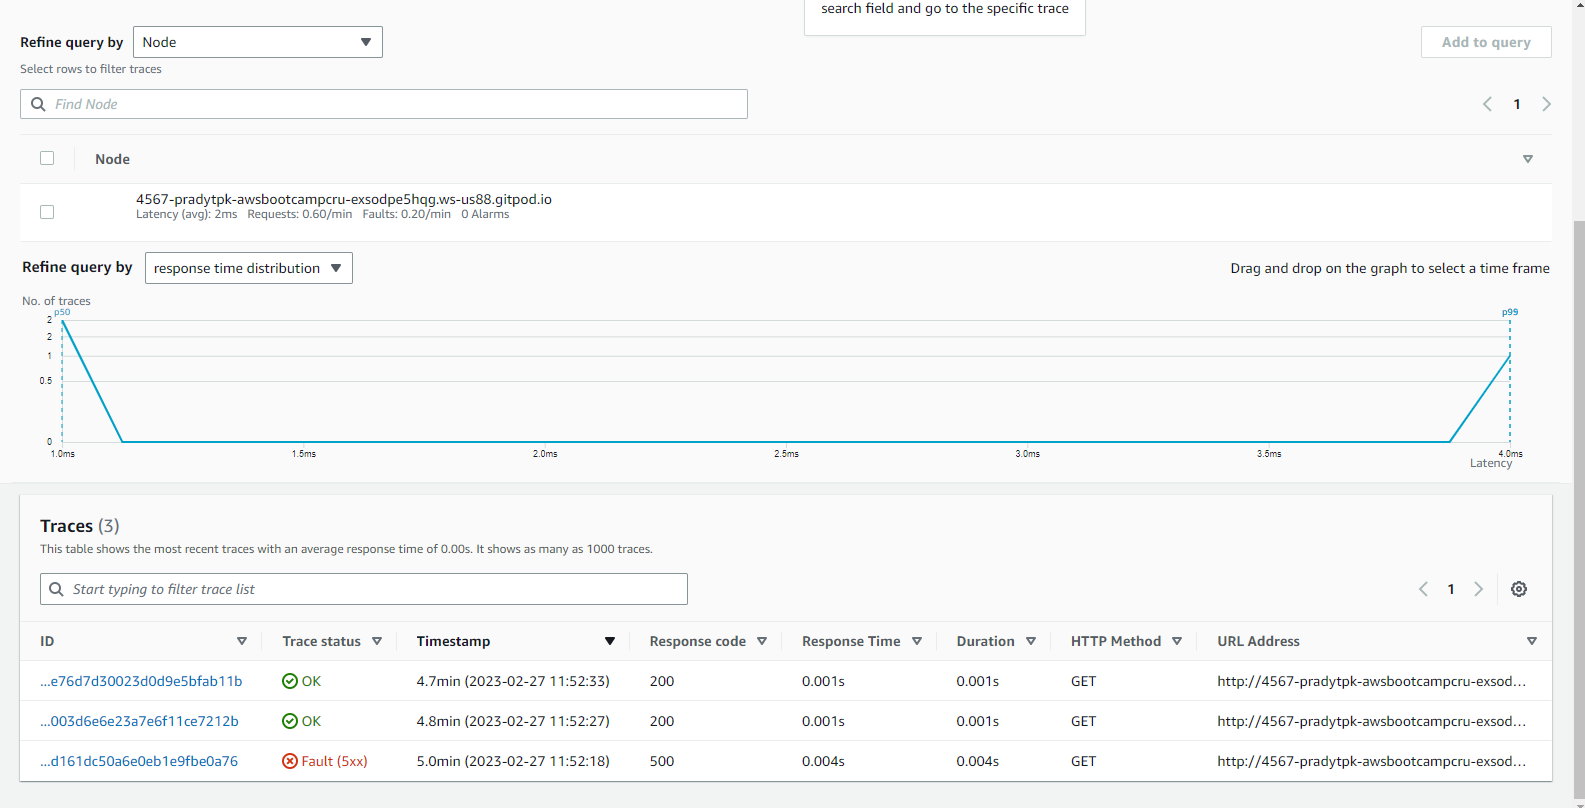 search field and go to the specific trace
Refine query by Node
Add to query
Select rows to filter traces
Find Node
1
Node
4567-pradytpk-awsbootcampcru-exsodpe5hqg.ws-us88.gitpod.io
Latency (avg): 2ms Requests: 0.60/min Faults: 0.20/min 0 Alarms
Refine query by response time distribution
Drag and drop on the graph to select a time frame
No. of traces
p50 p99
2
2
1
0.5
0
1.0ms 1.5ms 2.0ms 2.5ms 3.0ms 3.5ms 4.0ms
Latency
Traces (3)
This table shows the most recent traces with an average response time of 0.00s. It shows as many as 1000 traces.
Start typing to filter trace list
1
ID Trace status Timestamp Response code Response Time Duration HTTP Method URL Address
...e76d7d30023d0d9e5bfab11b OK 4.7min (2023-02-27 11:52:33) 200 0.001s 0.001s GET http://4567-pradytpk-awsbootcampcru-exsod...
...003d6e6e23a7e6f11ce7212b OK 4.8min (2023-02-27 11:52:27) 200 0.001s 0.001s GET http://4567-pradytpk-awsbootcampcru-exsod...
...d161dc50a6e0eb1e9fbe0a76 Fault (5xx) 5.0min (2023-02-27 11:52:18) 500 0.004s 0.004s GET http://4567-pradytpk-awsbootcampcru-exsod...